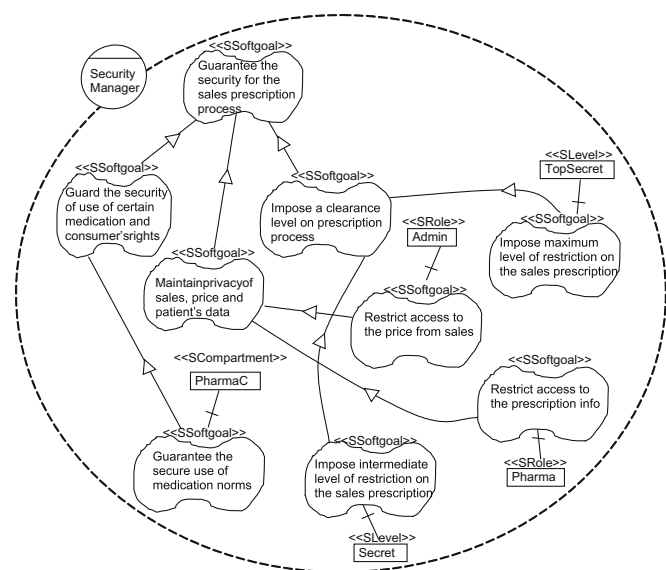 <<SSoftgoal>>
Guarantee the
security for the
sales prescription
process
Security
Manager
<<SSoftgoal>>
Guard the security
of use of certain
medication and
consumer'srights
<<SSoftgoal>>
Impose a clearance
level on prescription
process
<<SLevel>>
TopSecret
<<SSoftgoal>>
Impose maximum
level of restriction on
the sales prescription
<<SRole>>
Admin
<<SSoftgoal>>
Maintainprivacyof
sales, price and
patient's data
<<SSoftgoal>>
Restrict access to
the price from sales
<<SCompartment>>
PharmaC
<<SSoftgoal>>
Restrict access to
the prescription info
<<SRole>>
Pharma
<<SSoftgoal>>
Guarantee the
secure use of
medication norms
<<SSoftgoal>>
Impose intermediate
level of restriction on
the sales prescription
<<SLevel>>
Secret